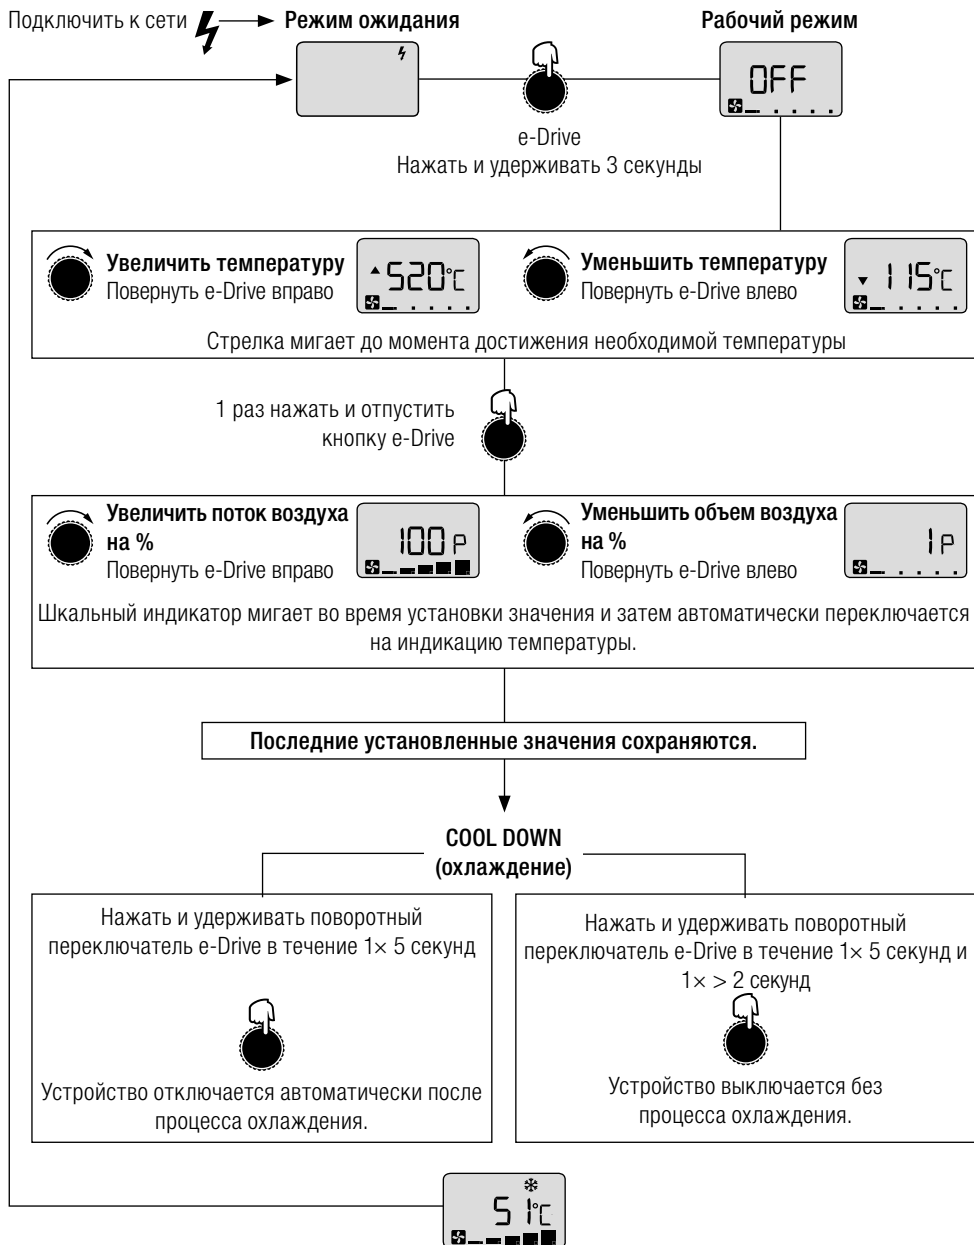 Подключить к сети
Режим ожидания
Рабочий режим
OFF
e-Drive
Нажать и удерживать 3 секунды
Увеличить температуру
Повернуть e-Drive вправо
520°C
Уменьшить температуру
Повернуть e-Drive влево
115°C
Стрелка мигает до момента достижения необходимой температуры
1 раз нажать и отпустить
кнопку e-Drive
Увеличить поток воздуха
на %
Повернуть e-Drive вправо
100 P
Уменьшить объем воздуха
на %
Повернуть e-Drive влево
1P
Шкальный индикатор мигает во время установки значения и затем автоматически переключается
на индикацию температуры.
Последние установленные значения сохраняются.
COOL DOWN
(охлаждение)
Нажать и удерживать поворотный
переключатель e-Drive в течение 1× 5 секунд
Устройство отключается автоматически после
процесса охлаждения.
Нажать и удерживать поворотный
переключатель e-Drive в течение 1× 5 секунд и
1× > 2 секунд
Устройство выключается без
процесса охлаждения.
51°C